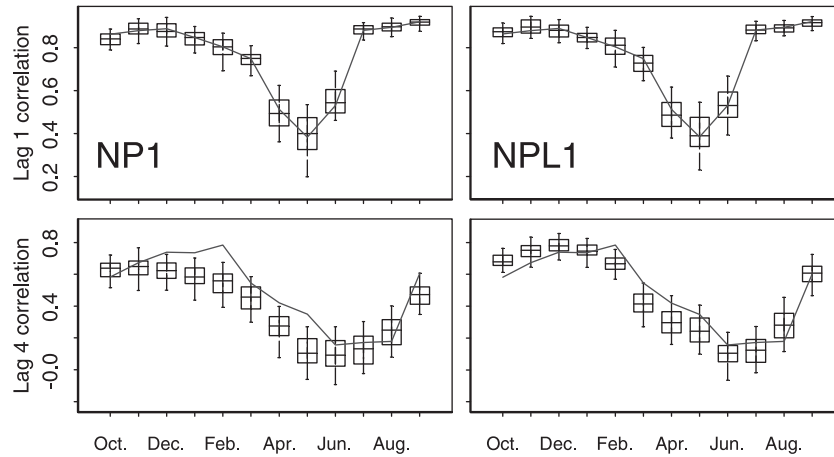 Lag 1 correlation
0.8
0.6
0.4
0.2
NP1
NPL1
Lag 4 correlation
0.8
0.4
-0.0
Oct. Dec. Feb. Apr. Jun. Aug.
Oct. Dec. Feb. Apr. Jun. Aug.